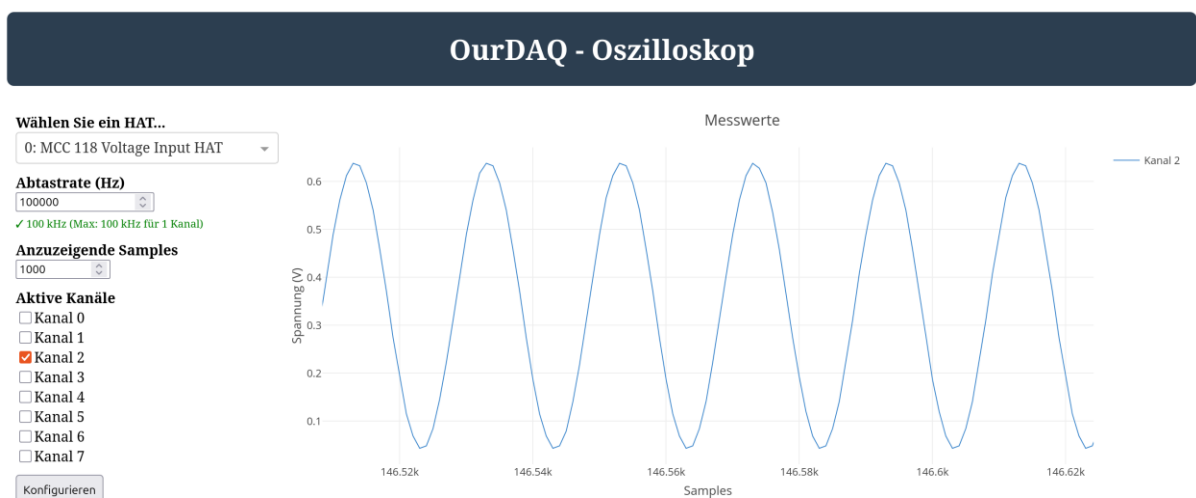 OurDAQ - Oszilloskop
Wählen Sie ein HAT...
0: MCC 118 Voltage Input HAT
Abtastrate (Hz)
100000
✓ 100 kHz (Max: 100 kHz für 1 Kanal)
Anzuzeigende Samples
1000
Aktive Kanäle
Kanal 0
Kanal 1
Kanal 2
Kanal 3
Kanal 4
Kanal 5
Kanal 6
Kanal 7
Konfigurieren
Messwerte
Kanal 2
Spannung (V)
0.6
0.5
0.4
0.3
0.2
0.1
146.52k
146.54k
146.56k
146.58k
146.6k
146.62k
Samples